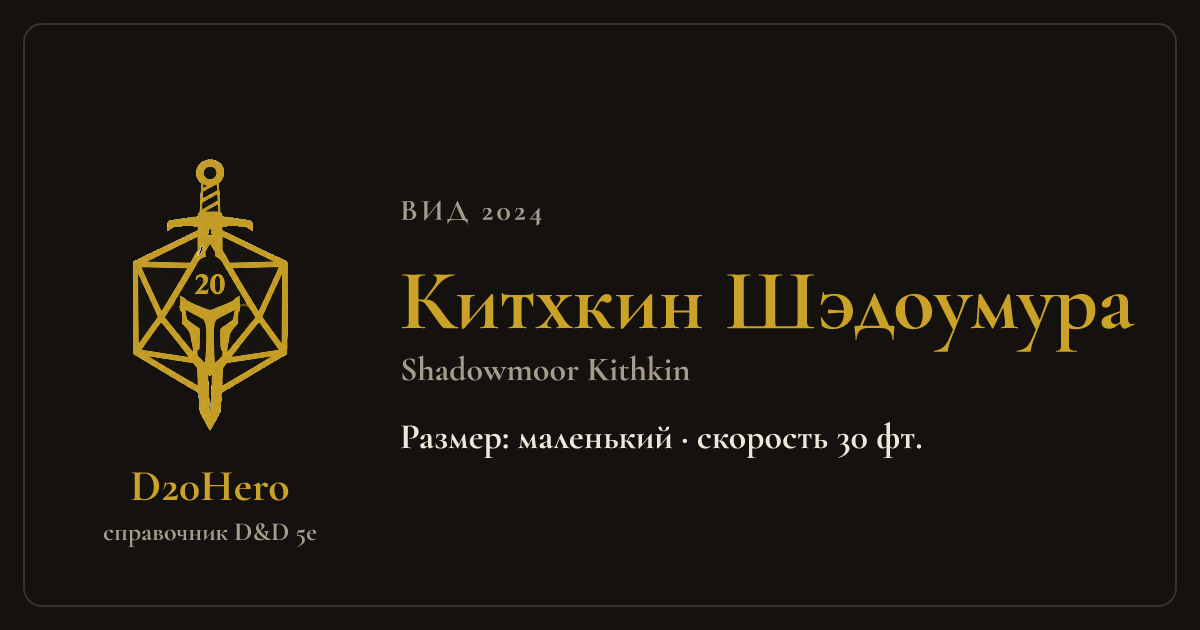 20
D20Hero
справочник D&D 5e
ВИД 2024
Китхкин Шэдоумура
Shadowmoor Kithkin
Размер: маленький · скорость 30 фт.